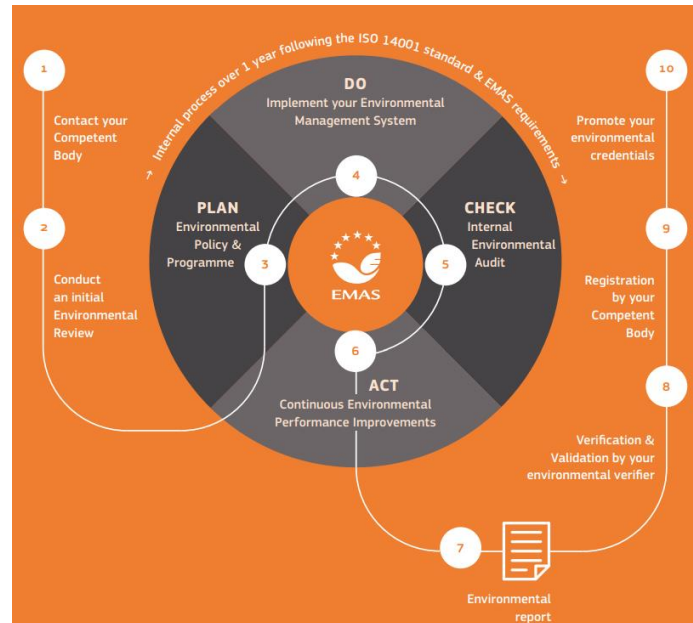 1
Contact your
Competent
Body
2
Conduct
an initial
Environmental
Review
→ Internal process over 1 year following the ISO 14001 standard & EMAS requirements →
PLAN
Environmental
Policy &
Programme
3
DO
Implement your Environmental
Management System
4
CHECK
Internal
Environmental
Audit
5
EMAS
6
ACT
Continuous Environmental
Performance Improvements
7
Environmental
report
8
Verification &
Validation by your
environmental verifier
9
Registration
by your
Competent
Body
10
Promote your
environmental
credentials